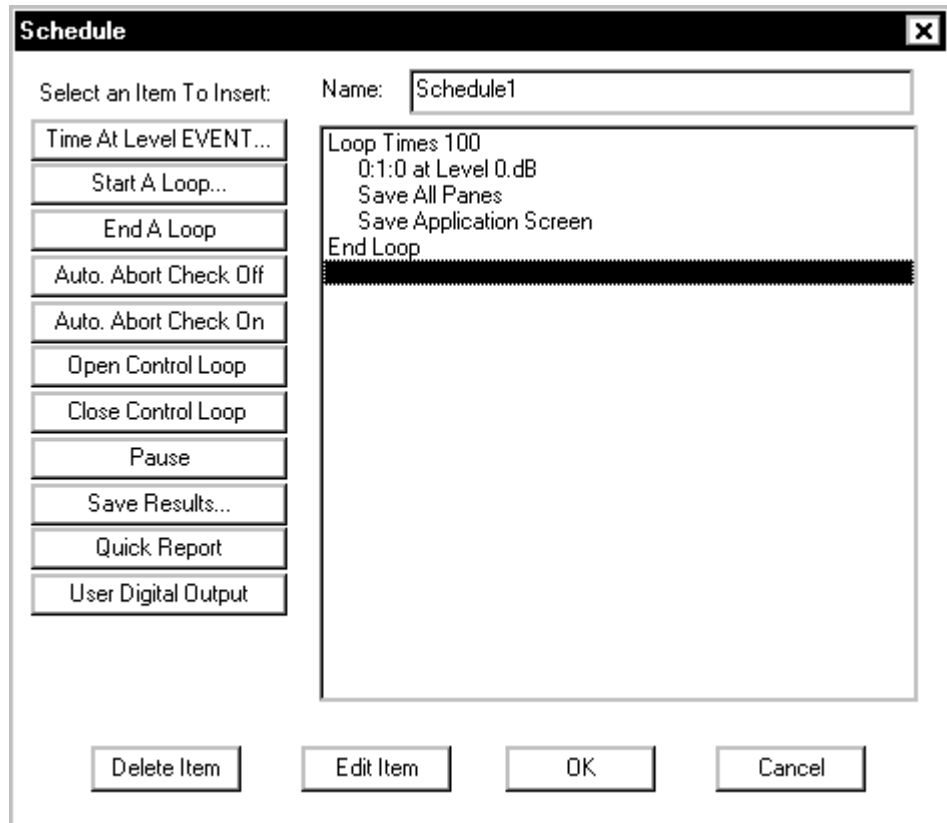 Schedule
Select an Item To Insert:
Time At Level EVENT...
Start A Loop...
End A Loop
Auto. Abort Check Off
Auto. Abort Check On
Open Control Loop
Close Control Loop
Pause
Save Results...
Quick Report
User Digital Output
Name: Schedule1
Loop Times 100
0:1:0 at Level 0.dB
Save All Panes
Save Application Screen
End Loop
Delete Item
Edit Item
OK
Cancel